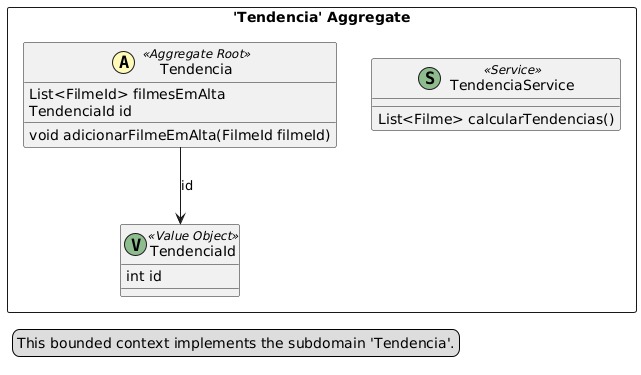 'Tendencia' Aggregate
A «Aggregate Root»
Tendencia
List<FilmeId> filmesEmAlta
TendenciaId id
void adicionarFilmeEmAlta(FilmeId filmeId)
S «Service»
TendenciaService
List<Filme> calcularTendencias()
id
V «Value Object»
TendenciaId
int id
This bounded context implements the subdomain 'Tendencia'.